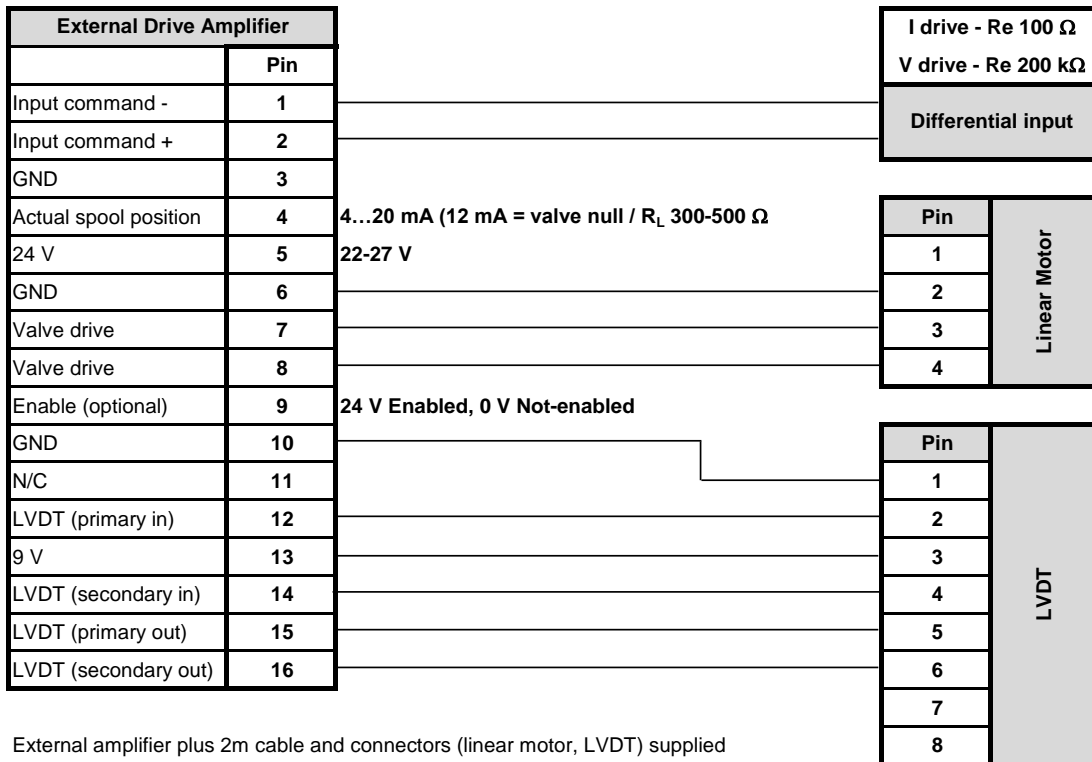 External Drive Amplifier
Pin
Input command - 1
Input command + 2
GND 3
Actual spool position 4 4…20 mA (12 mA = valve null / RL 300-500 Ω
24 V 5 22-27 V
GND 6
Valve drive 7
Valve drive 8
Enable (optional) 9 24 V Enabled, 0 V Not-enabled
GND 10
N/C 11
LVDT (primary in) 12
9 V 13
LVDT (secondary in) 14
LVDT (primary out) 15
LVDT (secondary out) 16
I drive - Re 100 Ω
V drive - Re 200 kΩ
Differential input
Pin
1
2
3
4
Linear Motor
Pin
1
2
3
4
5
6
7
8
LVDT
External amplifier plus 2m cable and connectors (linear motor, LVDT) supplied